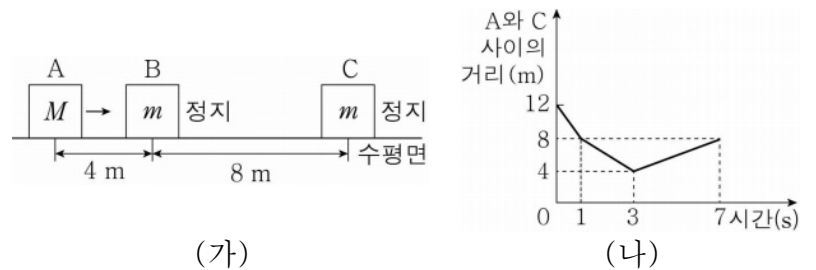 A B C
M m 정지 m 정지
수평면
4 m 8 m
(가)
A와 C
사이의
거리(m)
12
8
4
0 1 3 7 시간(s)
(나)